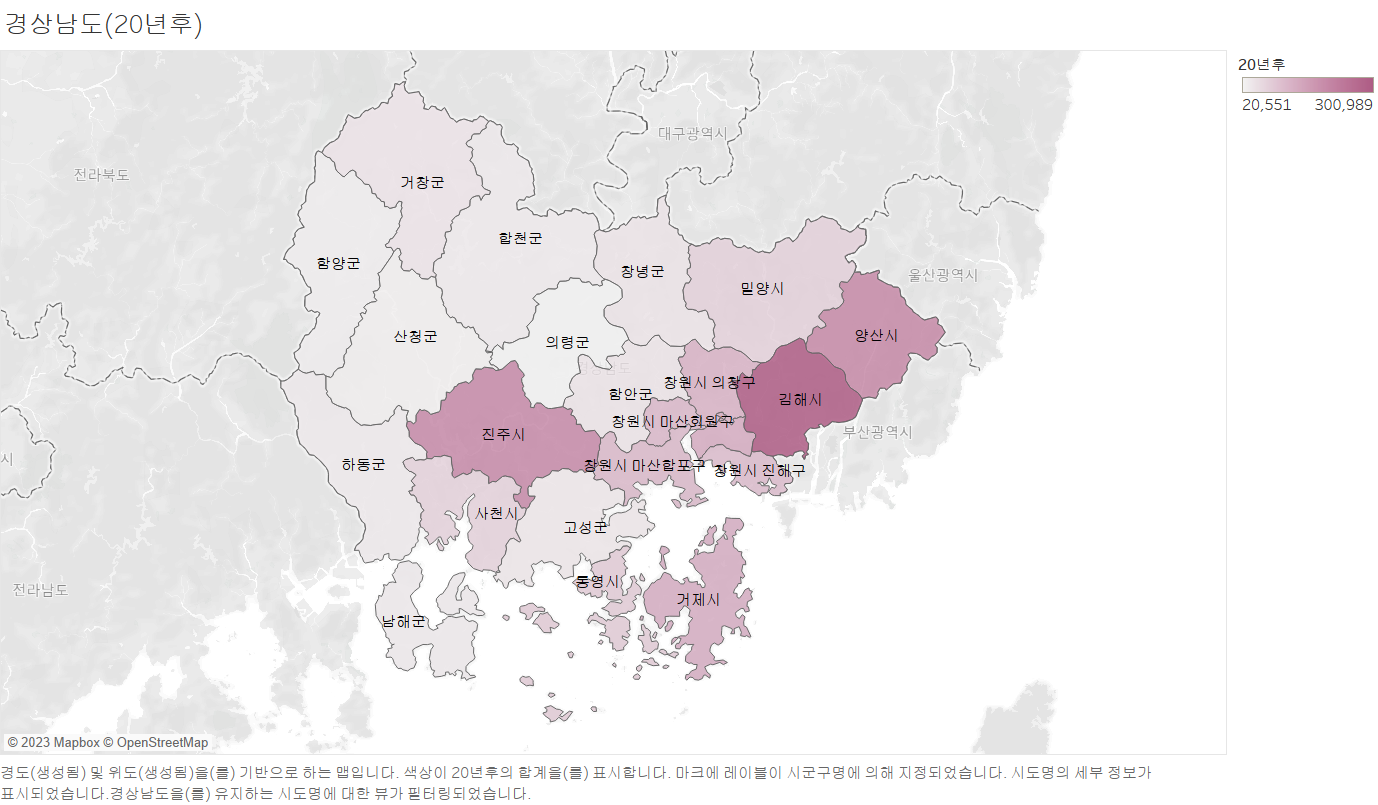 경상남도(20년후)
20년후
20,551 300,989
대구광역시
전라북도
거창군
합천군
함양군
창녕군
울산광역시
밀양시
산청군
의령군
양산시
창원시 의창구
함안군
김해시
창원시 마산회원구
진주시
부산광역시
시
하동군
창원시 마산합포구
창원시 진해구
사천시
고성군
통영시
전라남도
거제시
남해군
© 2023 Mapbox © OpenStreetMap
경도(생성됨) 및 위도(생성됨)을(를) 기반으로 하는 맵입니다. 색상이 20년후의 합계을(를) 표시합니다. 마크에 레이블이 시군구명에 의해 지정되었습니다. 시도명의 세부 정보가
표시되었습니다.경상남도을(를) 유지하는 시도명에 대한 뷰가 필터링되었습니다.